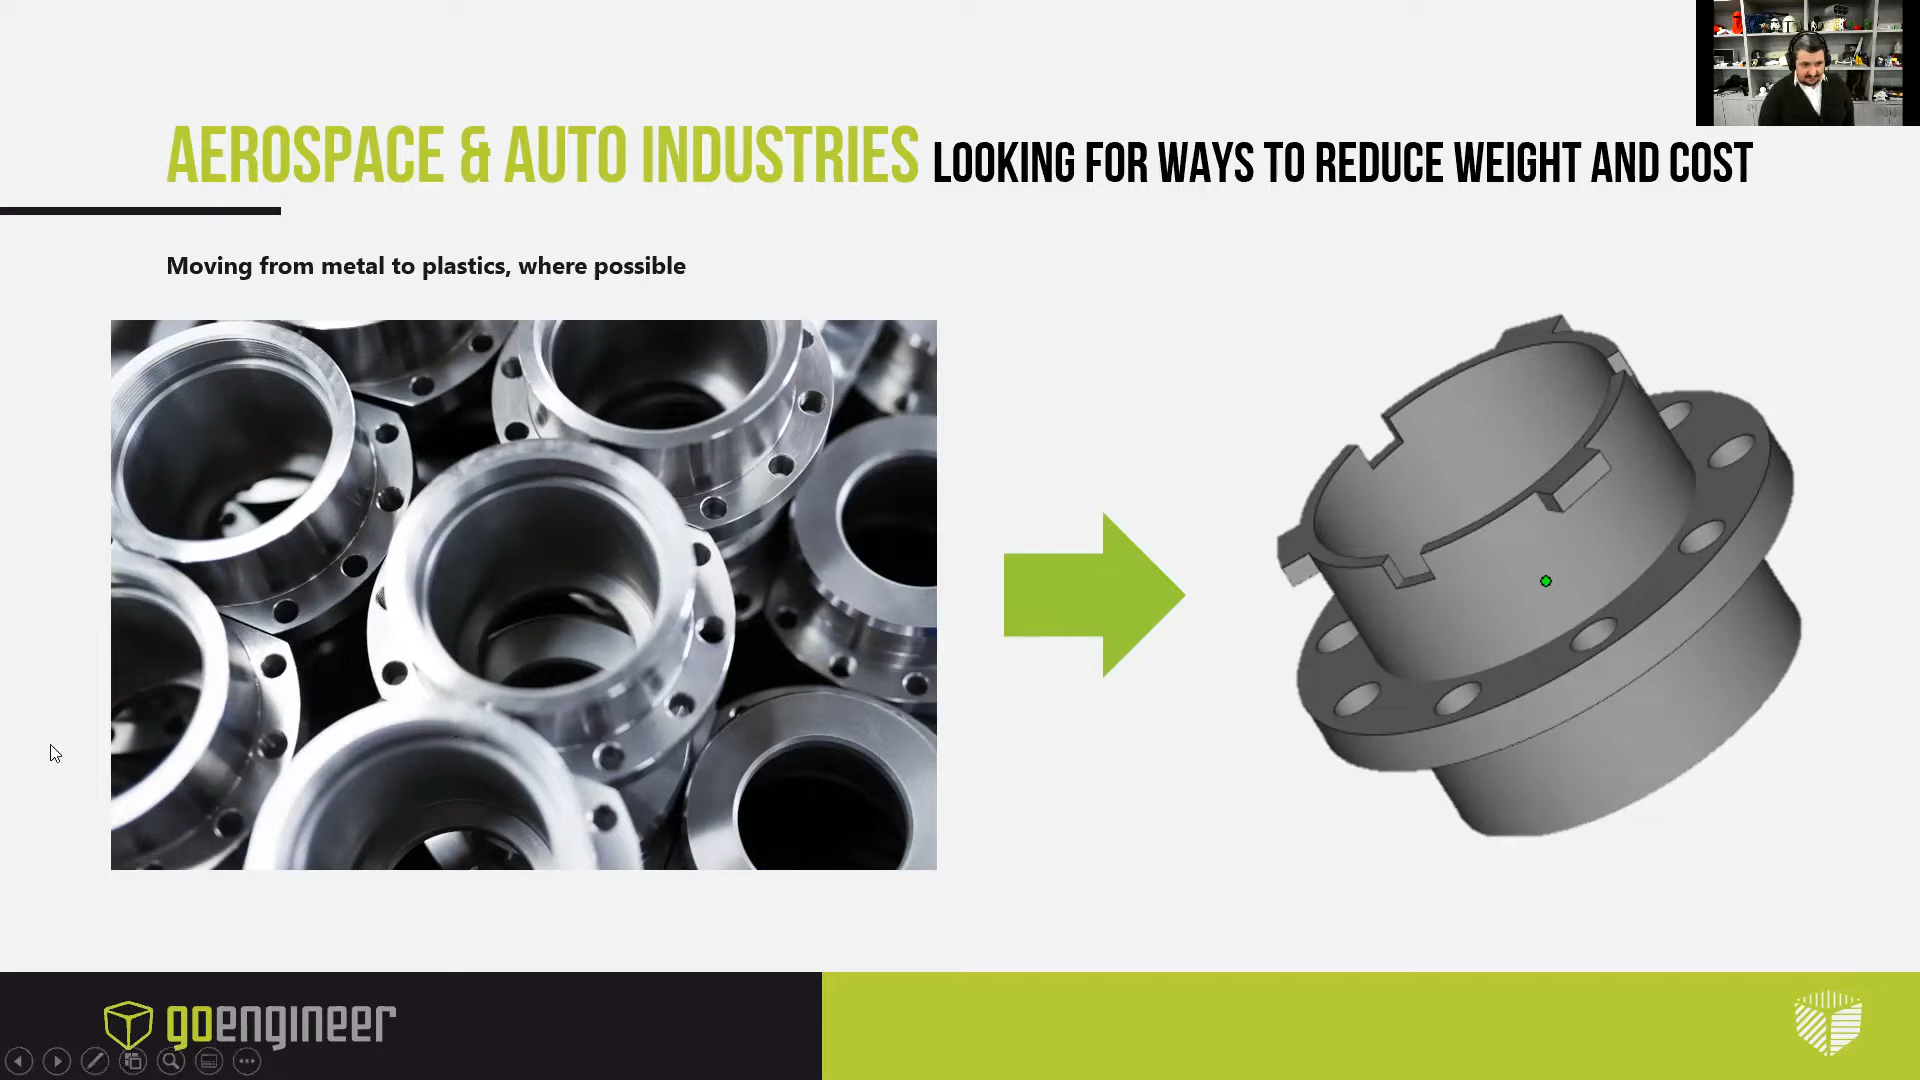 AEROSPACE & AUTO INDUSTRIES LOOKING FOR WAYS TO REDUCE WEIGHT AND COST
Moving from metal to plastics, where possible
goengineer